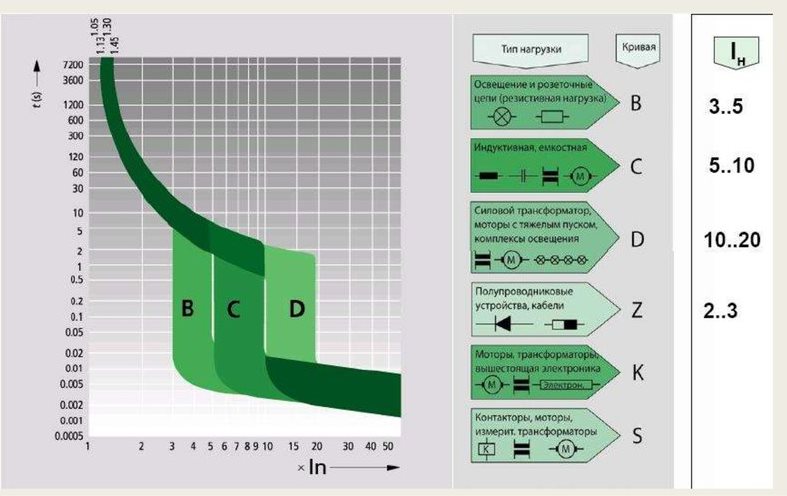 1.05
1.13
1.30
1.45
t (s)
7200
3600
1200
600
300
120
60
30
10
5
2
1
0.5
0.2
0.1
0.05
0.02
0.01
0.005
0.002
0.001
0.0005
B C D
1 2 3 4 5 6 7 8 9 10 15 20 30 40 50
× In
Тип нагрузки
Кривая
Iн
Освещение и розеточные
цепи (резистивная нагрузка)
B
3..5
Индуктивная, емкостная
M
C
5..10
Силовой трансформатор,
моторы с тяжелым пуском,
комплексы освещения
M
D
10..20
Полупроводниковые
устройства, кабели
Z
2..3
Моторы, трансформаторы,
вышестоящая электроника
M
Электрон.
K
Контакторы, моторы,
измерит. трансформаторы
K
M
S